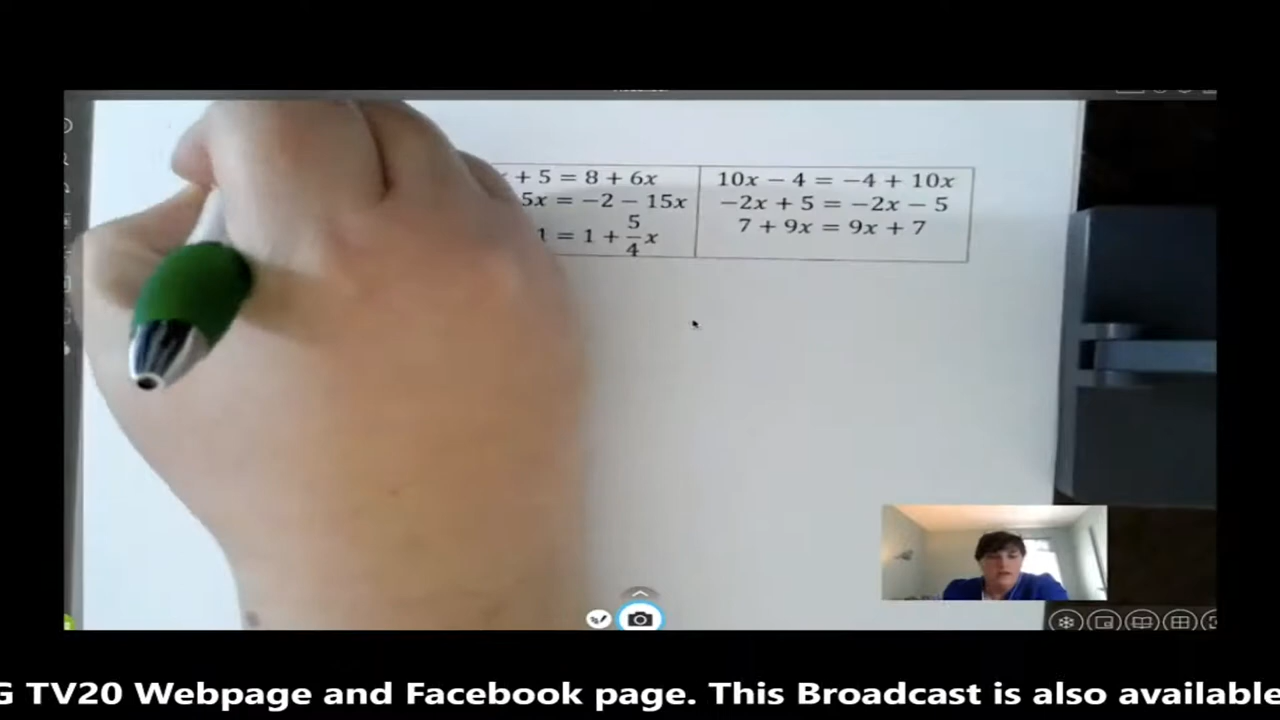 + 5 = 8 + 6x
5x = −2 − 15x
1 = 1 + 5/4 x
10x − 4 = −4 + 10x
−2x + 5 = −2x − 5
7 + 9x = 9x + 7
G TV20 Webpage and Facebook page. This Broadcast is also available